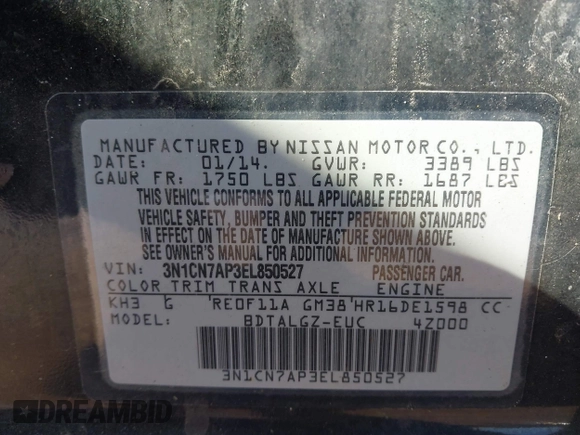 MANUFACTURED BY NISSAN MOTOR CO., LTD.
DATE: 01/14. GVWR: 3389 LBS
GAWR FR: 1750 LBS GAWR RR: 1687 LBS
THIS VEHICLE CONFORMS TO ALL APPLICABLE FEDERAL MOTOR
VEHICLE SAFETY, BUMPER AND THEFT PREVENTION STANDARDS
IN EFFECT ON THE DATE OF MANUFACTURE SHOWN ABOVE.
SEE OWNER'S MANUAL FOR ADDITIONAL INFORMATION.
VIN: 3N1CN7AP3EL850527 PASSENGER CAR.
COLOR TRIM TRANS AXLE ENGINE
KH3 G 'RE0F11A GM38'HR16DE1598 CC
MODEL: BDTALGZ-EUC 4Z000
3N1CN7AP3EL850527
DREAMBID